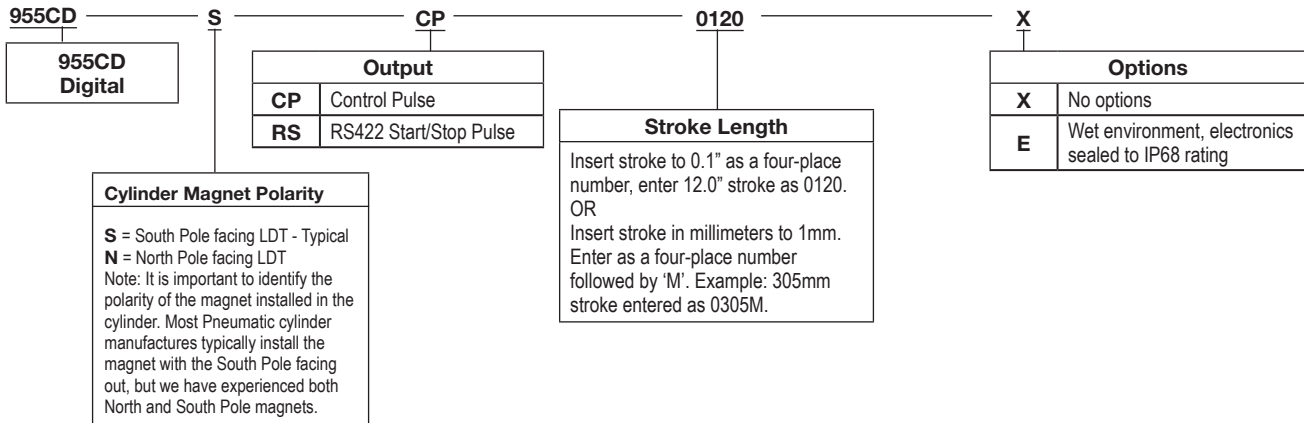 955CD S CP 0120 X
955CD
Digital
Output
CP Control Pulse
RS RS422 Start/Stop Pulse
Options
X No options
E Wet environment, electronics
sealed to IP68 rating
Stroke Length
Insert stroke to 0.1” as a four-place
number, enter 12.0” stroke as 0120.
OR
Insert stroke in millimeters to 1mm.
Enter as a four-place number
followed by ‘M’. Example: 305mm
stroke entered as 0305M.
Cylinder Magnet Polarity
S = South Pole facing LDT - Typical
N = North Pole facing LDT
Note: It is important to identify the
polarity of the magnet installed in the
cylinder. Most Pneumatic cylinder
manufactures typically install the
magnet with the South Pole facing
out, but we have experienced both
North and South Pole magnets.